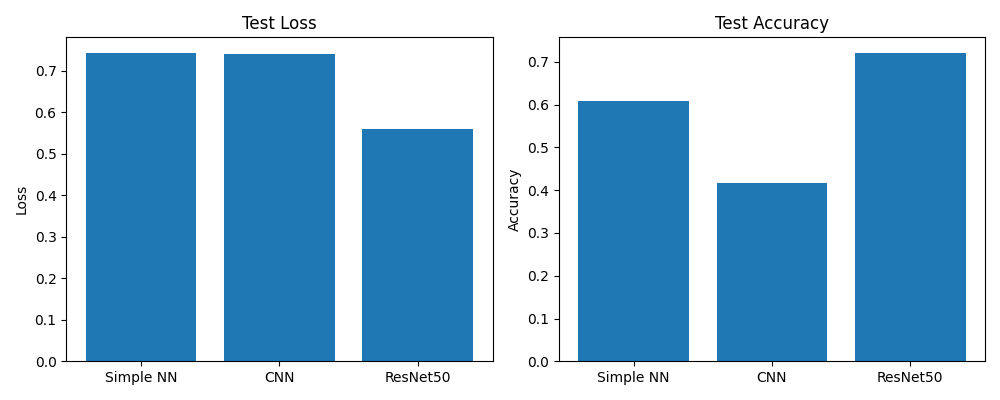 Test Loss
Loss
0.7
0.6
0.5
0.4
0.3
0.2
0.1
0.0
Simple NN
CNN
ResNet50
Test Accuracy
Accuracy
0.7
0.6
0.5
0.4
0.3
0.2
0.1
0.0
Simple NN
CNN
ResNet50